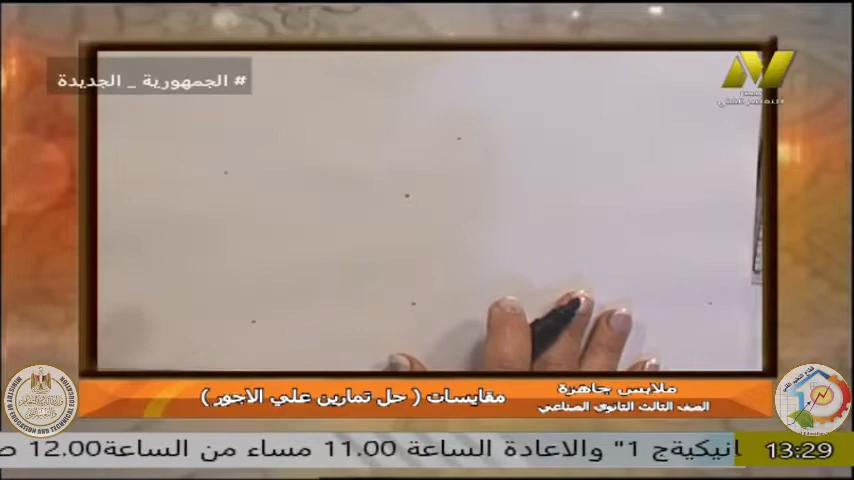 # الجمهورية _ الجديدة
ملابس جاهزة
الصف الثالث الثانوي الصناعي
مقايسات ( حل تمارين علي الاجور )
انيكيةج 1" والاعادة الساعة 11.00 مساء من الساعة12.00 ص
13:29